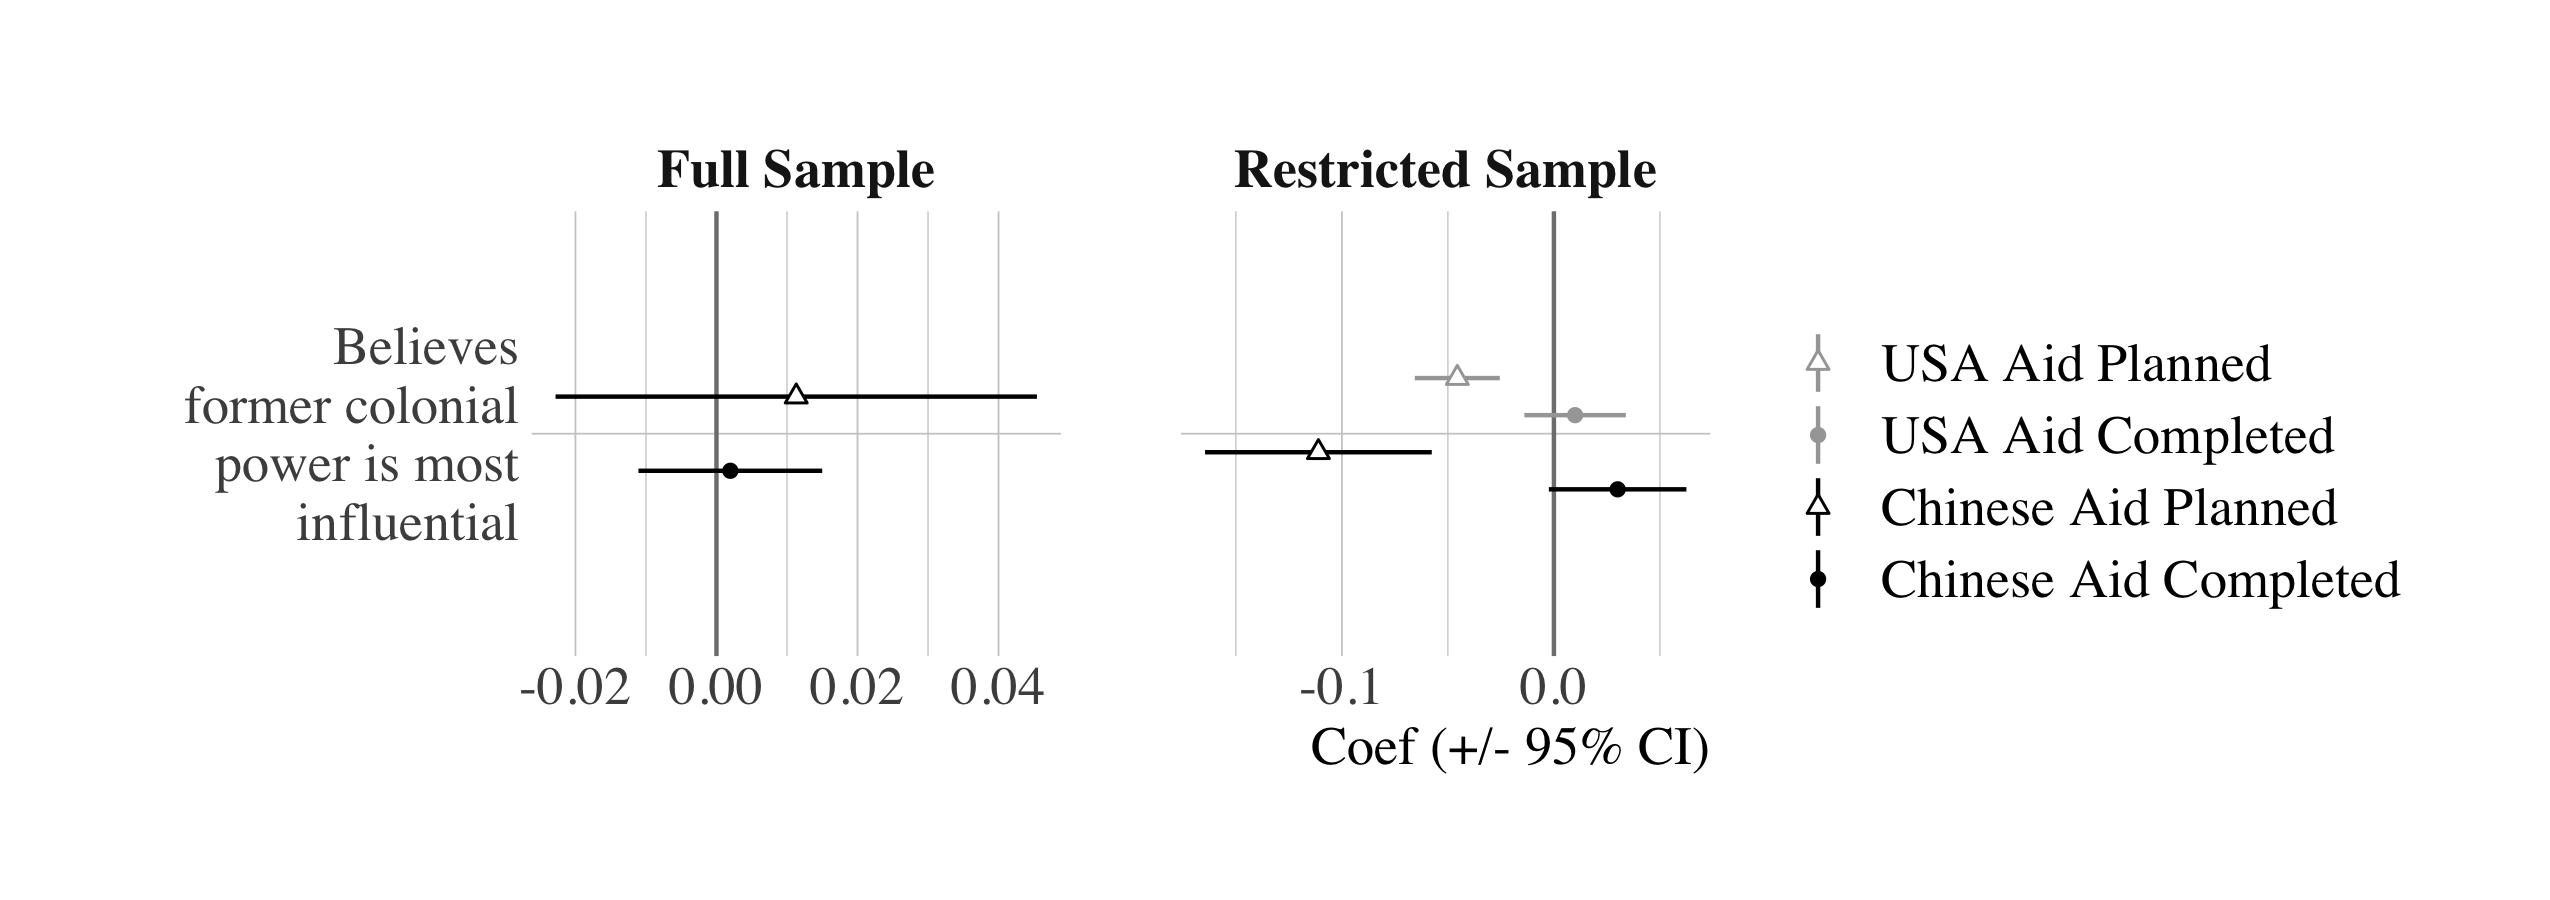 Full Sample
Restricted Sample
Believes
former colonial
power is most
influential
-0.02 0.00 0.02 0.04
-0.1 0.0
Coef (+/- 95% CI)
USA Aid Planned
USA Aid Completed
Chinese Aid Planned
Chinese Aid Completed